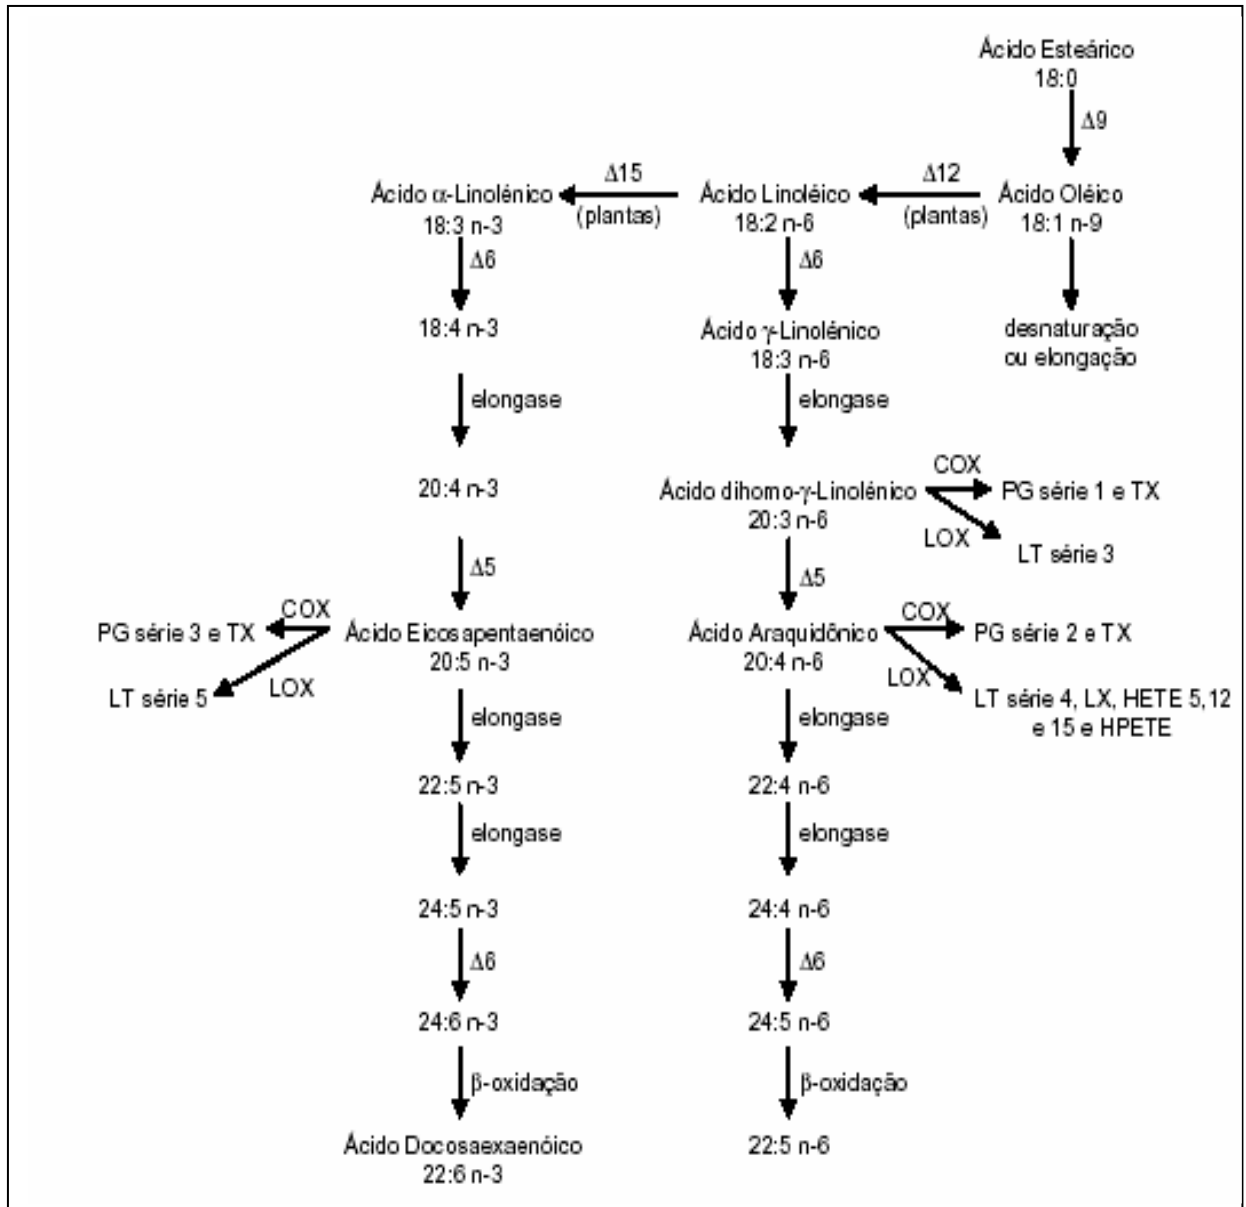 Ácido Esteárico
18:0
Δ9
Ácido α-Linolénico
18:3 n-3
Δ15
(plantas)
Ácido Linoléico
18:2 n-6
Δ12
(plantas)
Ácido Oléico
18:1 n-9
Δ6
Δ6
18:4 n-3
Ácido γ-Linolénico
18:3 n-6
desnaturação
ou elongação
elongase
elongase
20:4 n-3
Ácido dihomo-γ-Linolénico
20:3 n-6
COX
PG série 1 e TX
LOX
LT série 3
Δ5
Δ5
PG série 3 e TX
COX
LT série 5
LOX
Ácido Eicosapentaenóico
20:5 n-3
Ácido Araquidônico
20:4 n-6
COX
PG série 2 e TX
LOX
LT série 4, LX, HETE 5,12
e 15 e HPETE
elongase
elongase
22:5 n-3
22:4 n-6
elongase
elongase
24:5 n-3
24:4 n-6
Δ6
Δ6
24:6 n-3
24:5 n-6
β-oxidação
β-oxidação
Ácido Docosaexaenóico
22:6 n-3
22:5 n-6